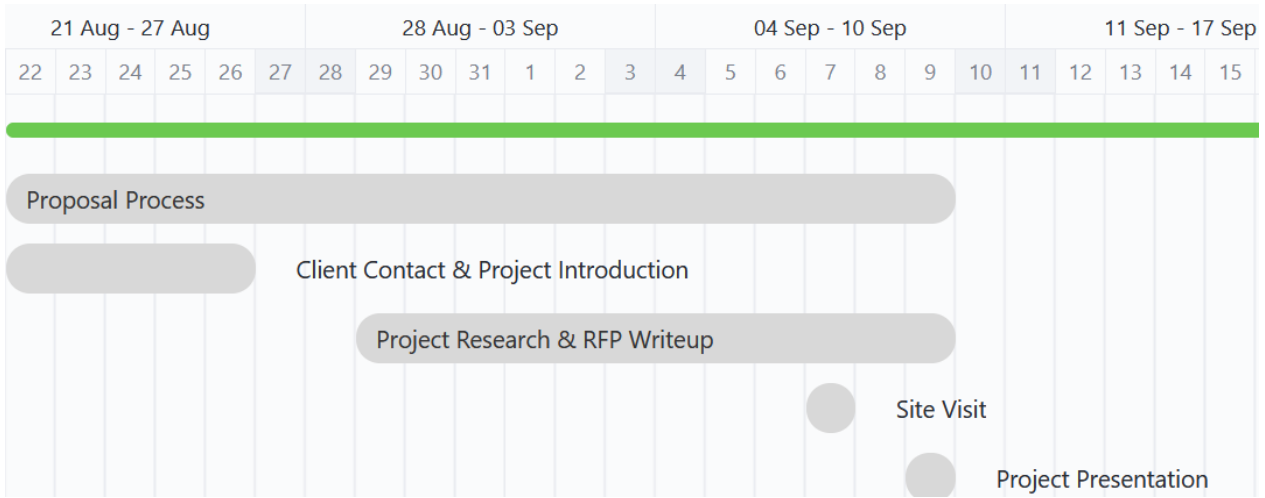 21 Aug - 27 Aug 28 Aug - 03 Sep 04 Sep - 10 Sep 11 Sep - 17 Sep
22 23 24 25 26 27 28 29 30 31 1 2 3 4 5 6 7 8 9 10 11 12 13 14 15
Proposal Process
Client Contact & Project Introduction
Project Research & RFP Writeup
Site Visit
Project Presentation